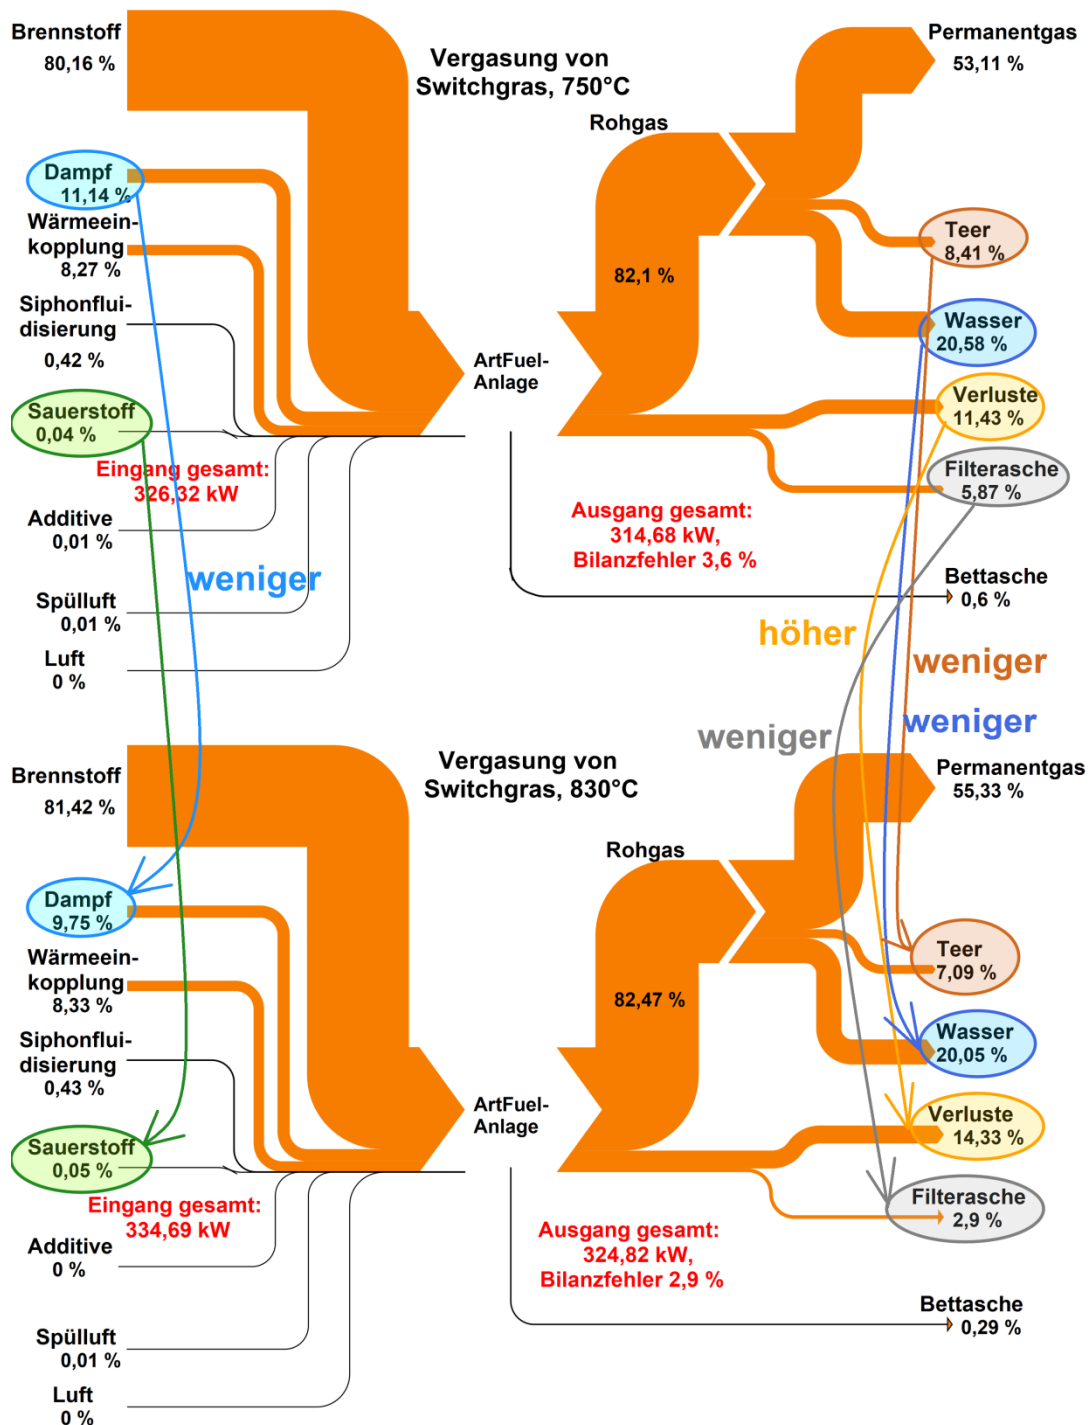 Brennstoff
80,16 %
Vergasung von
Switchgras, 750°C
Permanentgas
53,11 %
Rohgas
Dampf
11,14 %
Wärmeein-
kopplung
8,27 %
Teer
8,41 %
82,1 %
Siphonflui-
disierung
0,42 %
Wasser
20,58 %
ArtFuel-
Anlage
Sauerstoff
0,04 %
Verluste
11,43 %
Eingang gesamt:
326,32 kW
Filterasche
5,87 %
Additive
0,01 %
Ausgang gesamt:
314,68 kW,
Bilanzfehler 3,6 %
weniger
Bettasche
0,6 %
Spülluft
0,01 %
höher
Luft
0 %
weniger
weniger
weniger
Brennstoff
81,42 %
Vergasung von
Switchgras, 830°C
Permanentgas
55,33 %
Rohgas
Dampf
9,75 %
Teer
7,09 %
Wärmeein-
kopplung
8,33 %
82,47 %
Siphonflui-
disierung
0,43 %
Wasser
20,05 %
ArtFuel-
Anlage
Verluste
14,33 %
Sauerstoff
0,05 %
Eingang gesamt:
334,69 kW
Filterasche
2,9 %
Additive
0 %
Ausgang gesamt:
324,82 kW,
Bilanzfehler 2,9 %
Bettasche
0,29 %
Spülluft
0,01 %
Luft
0 %